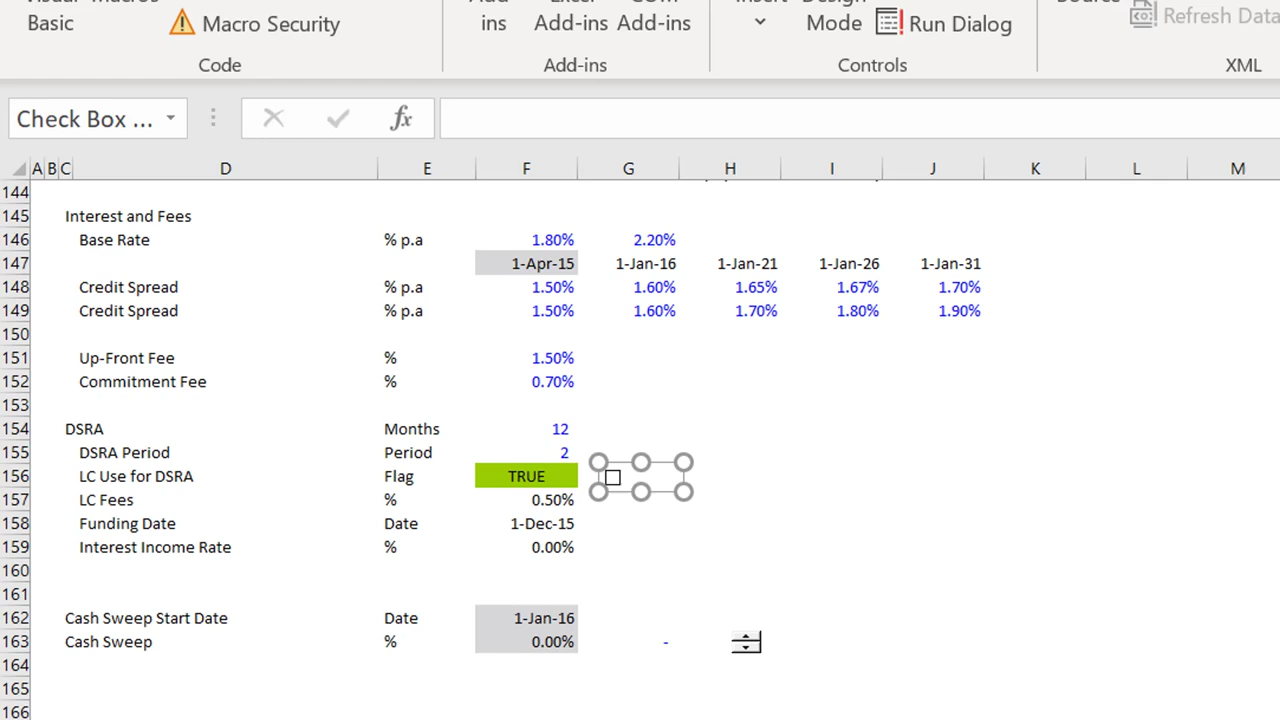 Basic
Macro Security
ins
Add-ins Add-ins
Mode
Run Dialog
Refresh Data
Code
Add-ins
Controls
XML
Check Box ...
fx
A B C D E F G H I J K L M
144
145 Interest and Fees
146 Base Rate % p.a 1.80% 2.20%
147 1-Apr-15 1-Jan-16 1-Jan-21 1-Jan-26 1-Jan-31
148 Credit Spread % p.a 1.50% 1.60% 1.65% 1.67% 1.70%
149 Credit Spread % p.a 1.50% 1.60% 1.70% 1.80% 1.90%
150
151 Up-Front Fee % 1.50%
152 Commitment Fee % 0.70%
153
154 DSRA Months 12
155 DSRA Period Period 2
156 LC Use for DSRA Flag TRUE
157 LC Fees % 0.50%
158 Funding Date Date 1-Dec-15
159 Interest Income Rate % 0.00%
160
161
162 Cash Sweep Start Date Date 1-Jan-16
163 Cash Sweep % 0.00% -
164
165
166